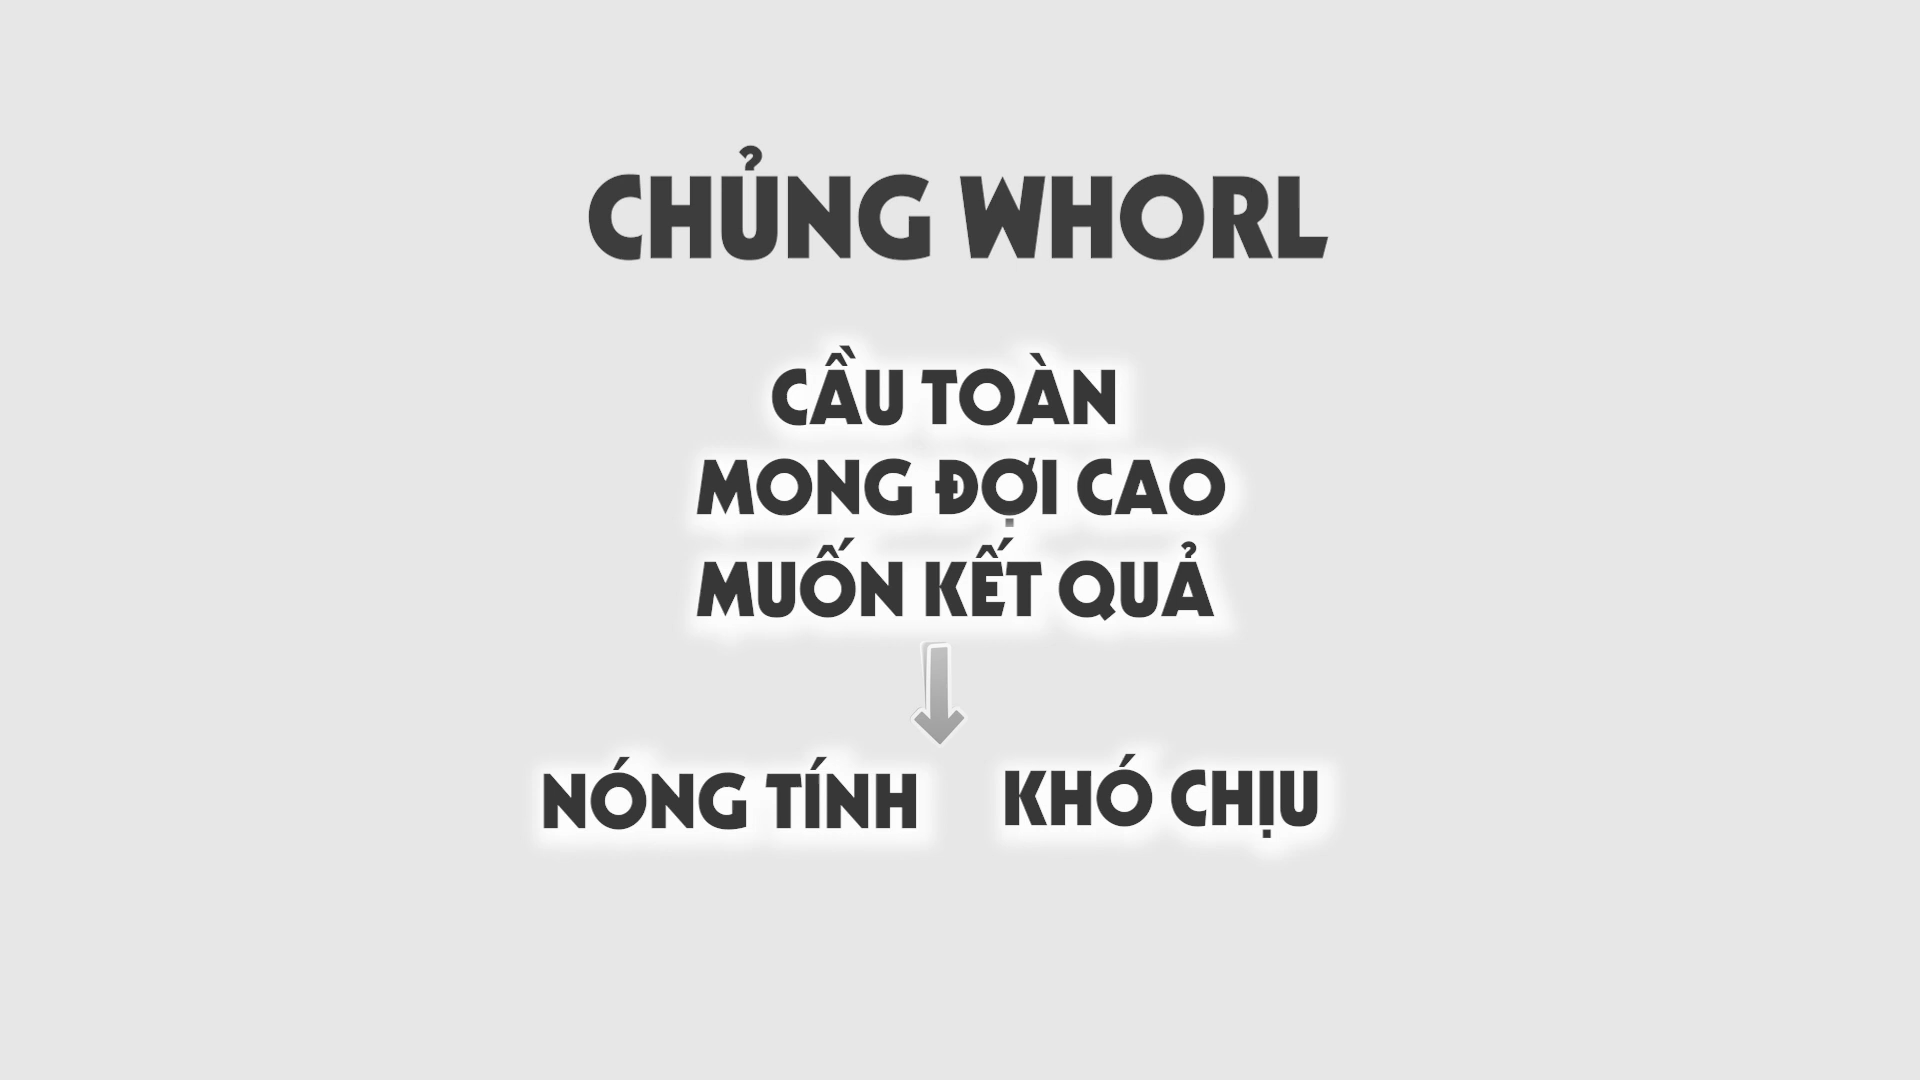 CHỦNG WHORL
CẦU TOÀN
MONG ĐỢI CAO
MUỐN KẾT QUẢ
NÓNG TÍNH KHÓ CHỊU